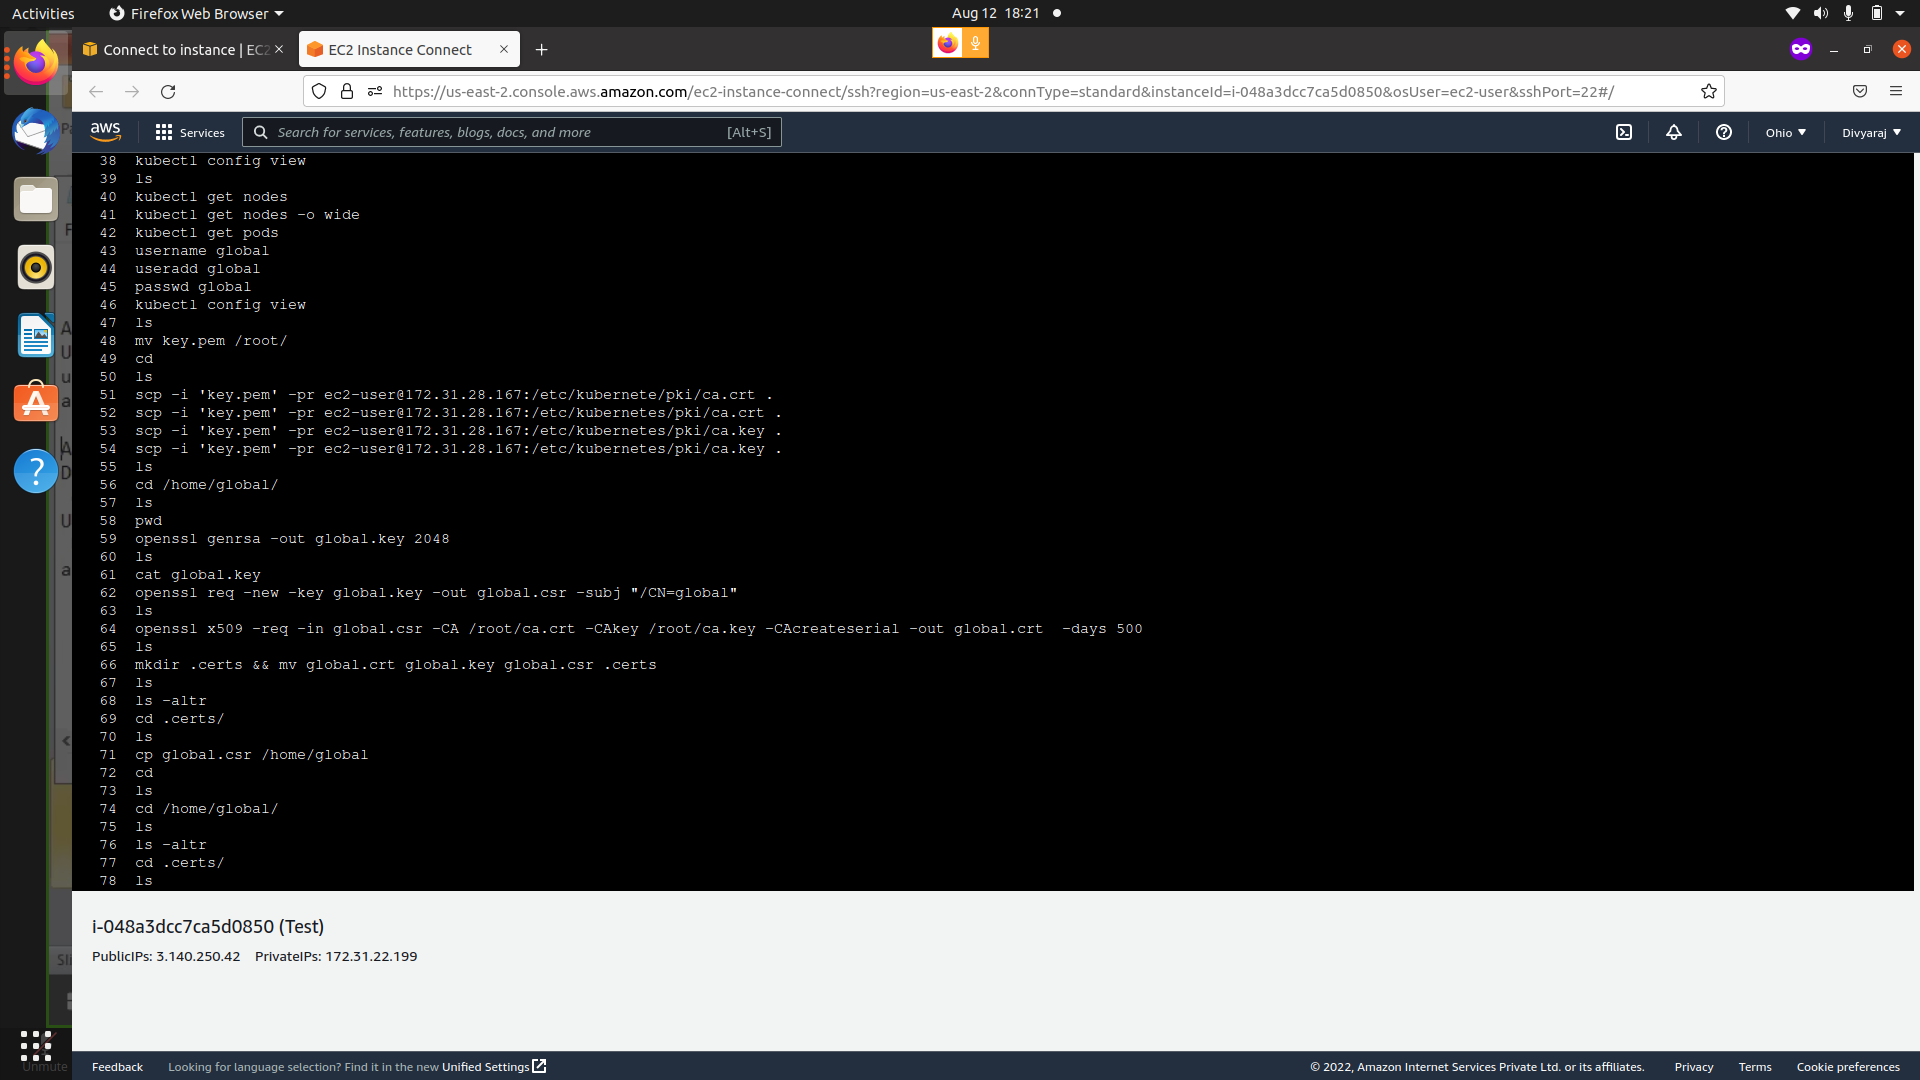 Activities
Firefox Web Browser
Aug 12 18:21
Connect to instance | EC2
EC2 Instance Connect
https://us-east-2.console.aws.amazon.com/ec2-instance-connect/ssh?region=us-east-2&connType=standard&instanceId=i-048a3dcc7ca5d0850&osUser=ec2-user&sshPort=22#/
aws
Services
Search for services, features, blogs, docs, and more
[Alt+S]
Ohio
Divyaraj
38 kubectl config view
39 ls
40 kubectl get nodes
41 kubectl get nodes -o wide
42 kubectl get pods
43 username global
44 useradd global
45 passwd global
46 kubectl config view
47 ls
48 mv key.pem /root/
49 cd
50 ls
51 scp -i 'key.pem' -pr ec2-user@172.31.28.167:/etc/kubernete/pki/ca.crt .
52 scp -i 'key.pem' -pr ec2-user@172.31.28.167:/etc/kubernetes/pki/ca.crt .
53 scp -i 'key.pem' -pr ec2-user@172.31.28.167:/etc/kubernetes/pki/ca.key .
54 scp -i 'key.pem' -pr ec2-user@172.31.28.167:/etc/kubernetes/pki/ca.key .
55 ls
56 cd /home/global/
57 ls
58 pwd
59 openssl genrsa -out global.key 2048
60 ls
61 cat global.key
62 openssl req -new -key global.key -out global.csr -subj "/CN=global"
63 ls
64 openssl x509 -req -in global.csr -CA /root/ca.crt -CAkey /root/ca.key -CAcreateserial -out global.crt  -days 500
65 ls
66 mkdir .certs && mv global.crt global.key global.csr .certs
67 ls
68 ls -altr
69 cd .certs/
70 ls
71 cp global.csr /home/global
72 cd
73 ls
74 cd /home/global/
75 ls
76 ls -altr
77 cd .certs/
78 ls
i-048a3dcc7ca5d0850 (Test)
PublicIPs: 3.140.250.42 PrivateIPs: 172.31.22.199
Unmute
Feedback
Looking for language selection? Find it in the new Unified Settings
© 2022, Amazon Internet Services Private Ltd. or its affiliates.
Privacy
Terms
Cookie preferences